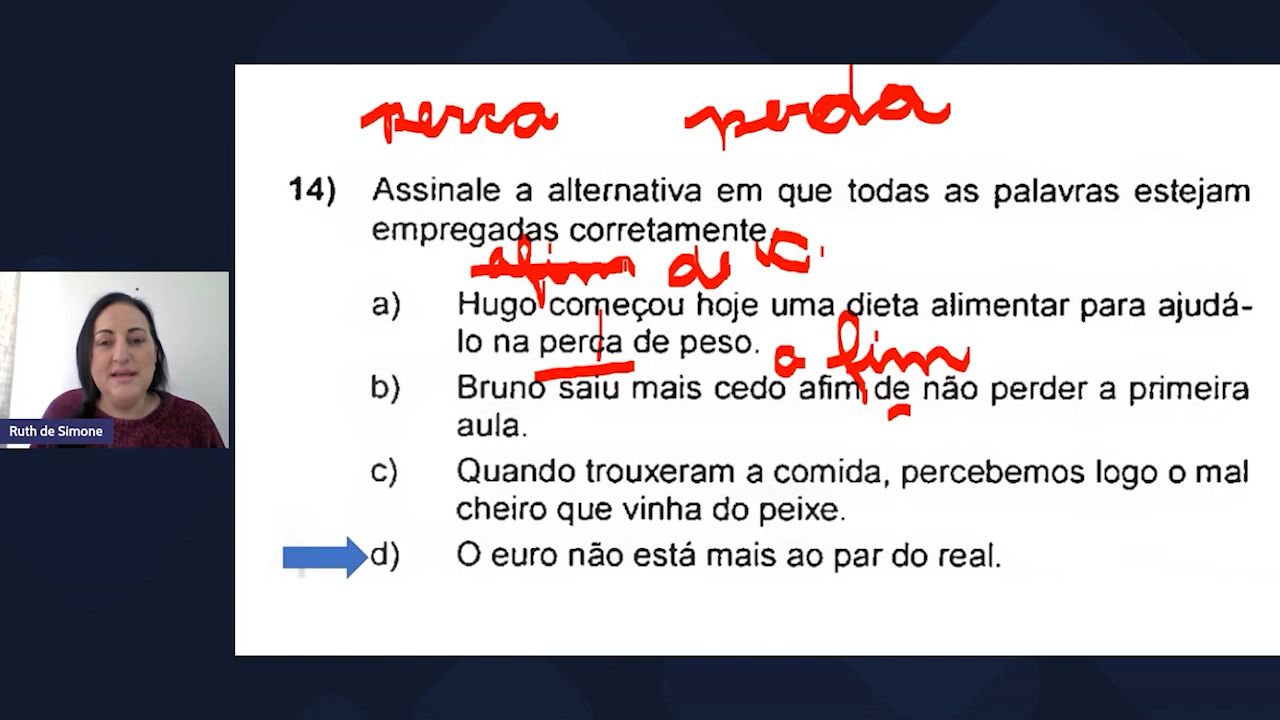 perca perda
14) Assinale a alternativa em que todas as palavras estejam
empregadas corretamente.
afim de
a) Hugo começou hoje uma dieta alimentar para ajudá-
lo na perca de peso.
a fim
b) Bruno saiu mais cedo afim de não perder a primeira
aula.
c) Quando trouxeram a comida, percebemos logo o mal
cheiro que vinha do peixe.
d) O euro não está mais ao par do real.
Ruth de Simone